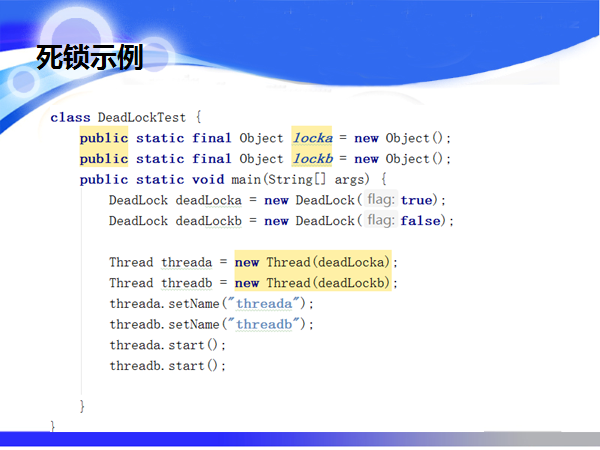 死锁示例
class DeadLockTest {
public static final Object locka = new Object();
public static final Object lockb = new Object();
public static void main(String[] args) {
DeadLock deadLocka = new DeadLock( flag: true);
DeadLock deadLockb = new DeadLock( flag: false);
Thread threada = new Thread(deadLocka);
Thread threadb = new Thread(deadLockb);
threada.setName("threada");
threadb.setName("threadb");
threada.start();
threadb.start();
}
}